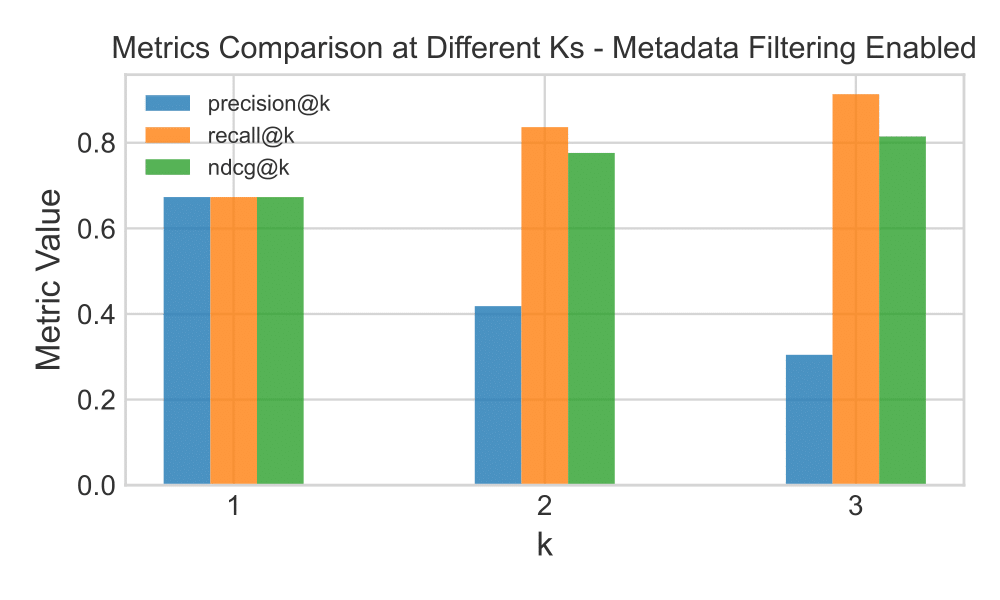 Metrics Comparison at Different Ks - Metadata Filtering Enabled
precision@k
recall@k
ndcg@k
Metric Value
0.8
0.6
0.4
0.2
0.0
1 2 3
k